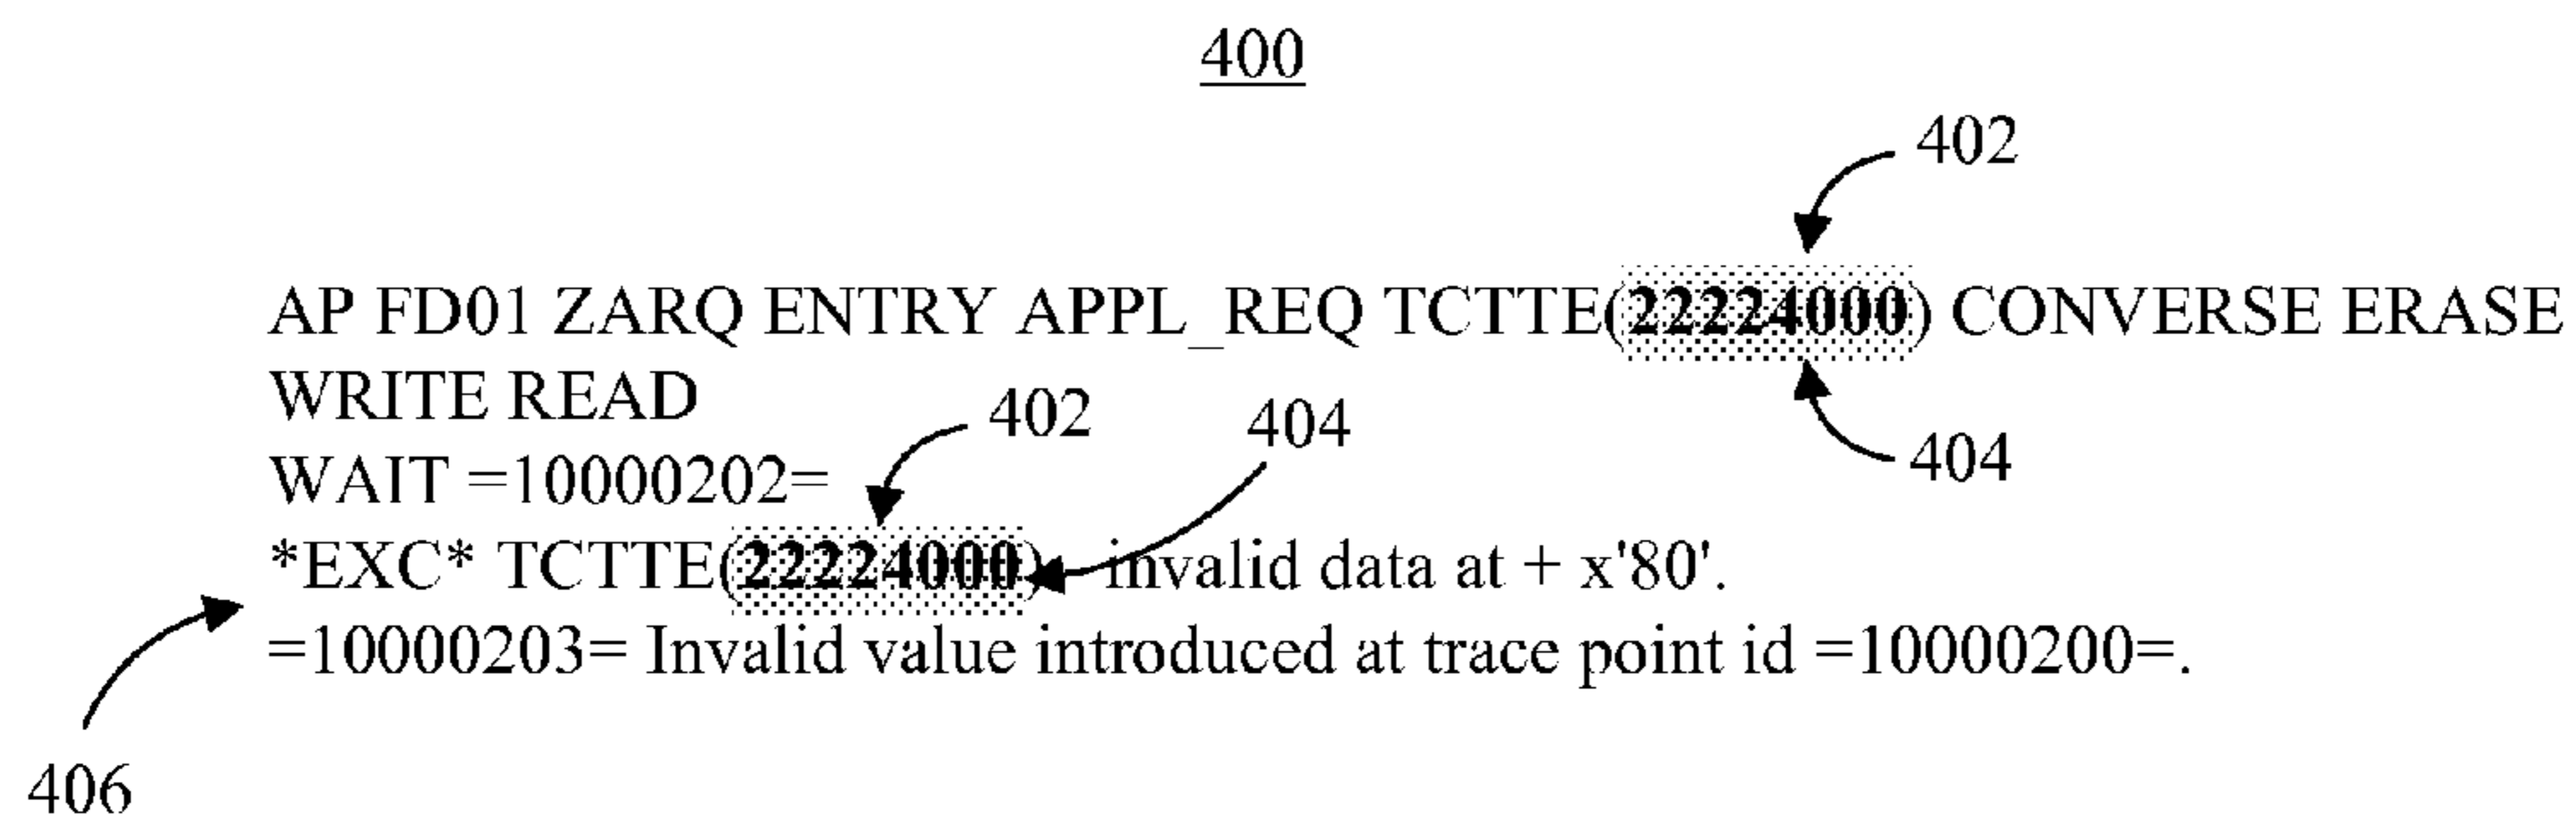 400
402
AP FD01 ZARQ ENTRY APPL_REQ TCTTE(22224000) CONVERSE ERASE
WRITE READ
402
404
404
WAIT =10000202=
*EXC* TCTTE(22224000) invalid data at + x'80'.
=10000203= Invalid value introduced at trace point id =10000200=.
406